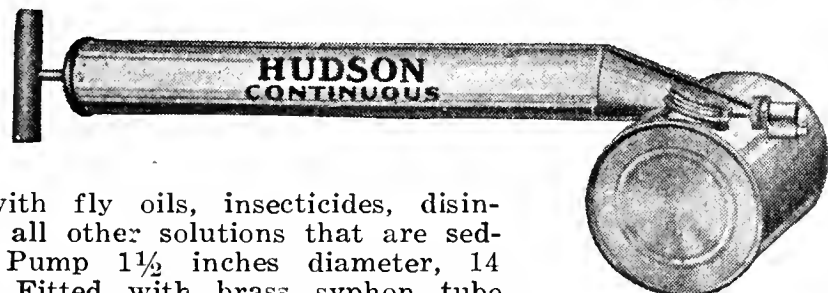 HUDSON
CONTINUOUS
with fly oils, insecticides, disin-
all other solutions that are sed-
Pump 1½ inches diameter, 14
Fitted with brass syphon tube